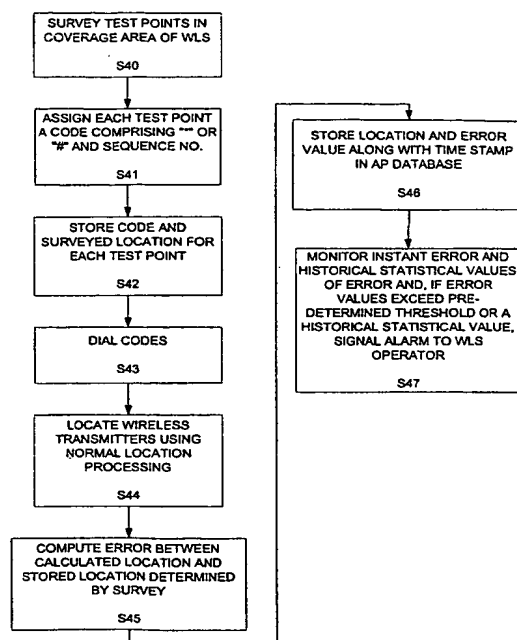 SURVEY TEST POINTS IN
COVERAGE AREA OF WLS
S40
ASSIGN EACH TEST POINT
A CODE COMPRISING "*" OR
"#" AND SEQUENCE NO.
S41
STORE CODE AND
SURVEYED LOCATION FOR
EACH TEST POINT
S42
DIAL CODES
S43
LOCATE WIRELESS
TRANSMITTERS USING
NORMAL LOCATION
PROCESSING
S44
COMPUTE ERROR BETWEEN
CALCULATED LOCATION AND
STORED LOCATION DETERMINED
BY SURVEY
S45
STORE LOCATION AND ERROR
VALUE ALONG WITH TIME STAMP
IN AP DATABASE
S46
MONITOR INSTANT ERROR AND
HISTORICAL STATISTICAL VALUES
OF ERROR AND, IF ERROR
VALUES EXCEED PRE-
DETERMINED THRESHOLD OR A
HISTORICAL STATISTICAL VALUE,
SIGNAL ALARM TO WLS
OPERATOR
S47